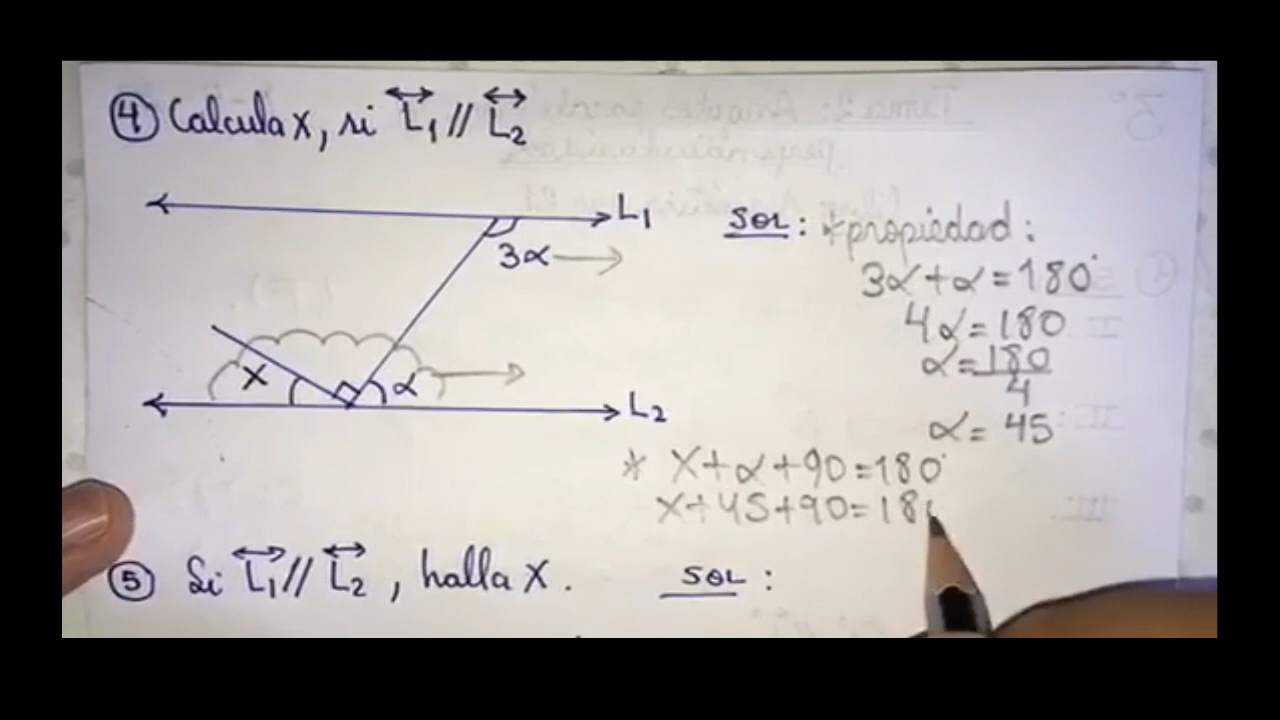 ④ Calcula x, si L₁ // L₂
L₁
3α
x
α
L₂
SOL: *propiedad:
3α+α=180°
4α=180
α=180/4
α=45
* x+α+90=180°
x+45+90=18
⑤ Si L₁ // L₂, halla x. SOL: